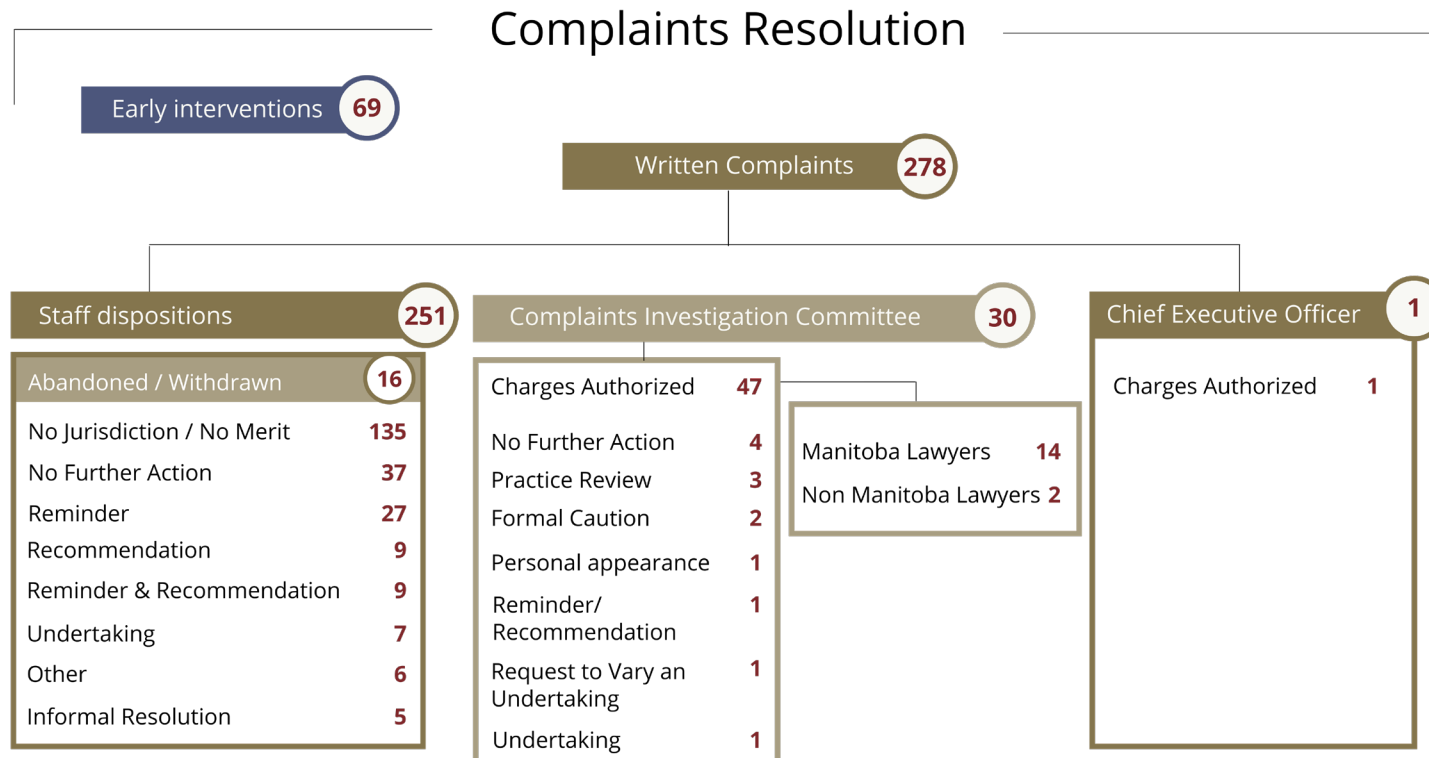 Complaints Resolution
Early interventions 69
Written Complaints 278
Staff dispositions 251
Abandoned / Withdrawn 16
No Jurisdiction / No Merit 135
No Further Action 37
Reminder 27
Recommendation 9
Reminder & Recommendation 9
Undertaking 7
Other 6
Informal Resolution 5
Complaints Investigation Committee 30
Charges Authorized 47
No Further Action 4
Practice Review 3
Formal Caution 2
Personal appearance 1
Reminder/ 1
Recommendation
Request to Vary an 1
Undertaking
Undertaking 1
Manitoba Lawyers 14
Non Manitoba Lawyers 2
Chief Executive Officer 1
Charges Authorized 1